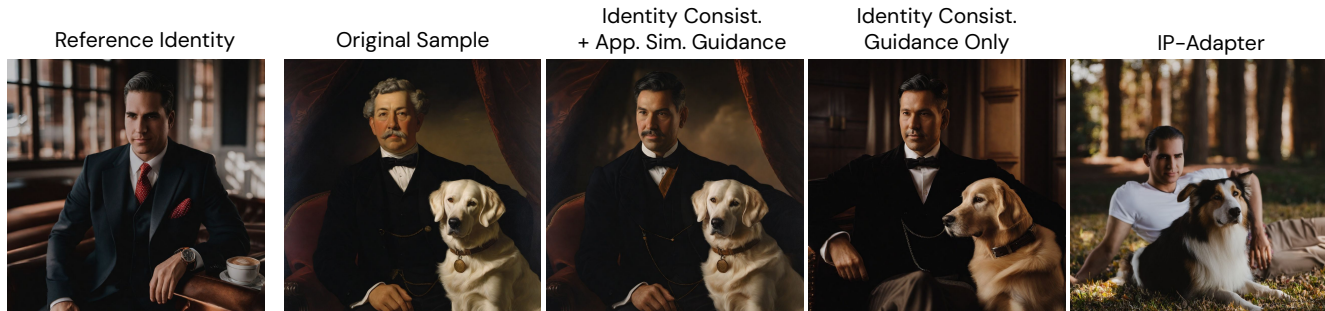 Reference Identity
Original Sample
Identity Consist.
+ App. Sim. Guidance
Identity Consist.
Guidance Only
IP-Adapter